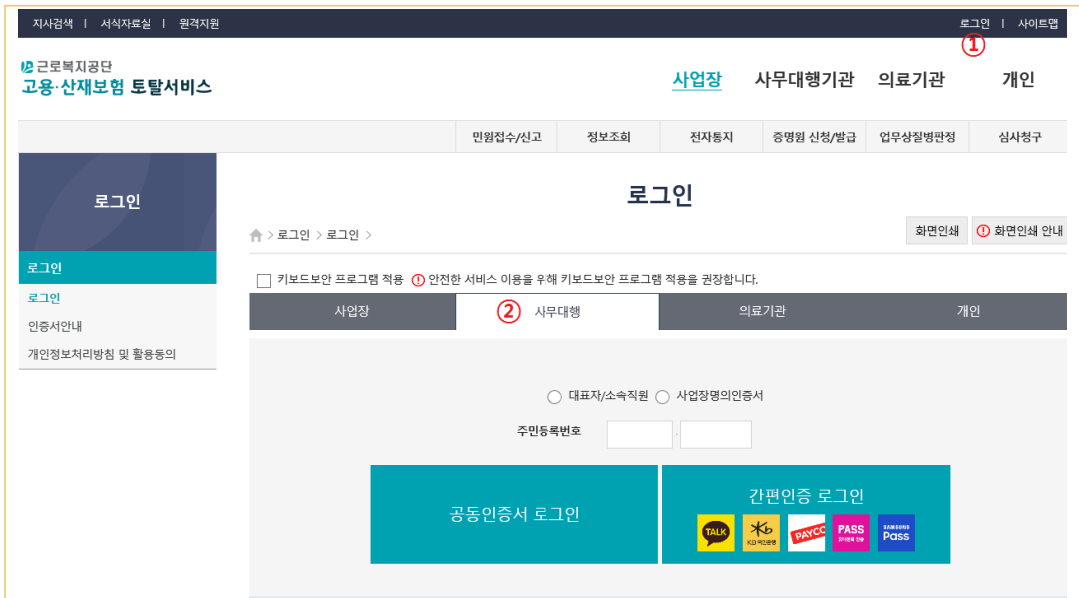 지사검색 | 서식자료실 | 원격지원
로그인 | 사이트맵
①
근로복지공단
고용·산재보험 토탈서비스
사업장 사무대행기관 의료기관 개인
민원접수/신고 정보조회 전자통지 증명원 신청/발급 업무상질병판정 심사청구
로그인
로그인
> 로그인 > 로그인 >
화면인쇄 화면인쇄 안내
로그인
로그인
인증서안내
개인정보처리방침 및 활용동의
키보드보안 프로그램 적용 안전한 서비스 이용을 위해 키보드보안 프로그램 적용을 권장합니다.
사업장 ② 사무대행 의료기관 개인
대표자/소속직원 사업장명의인증서
주민등록번호 -
공동인증서 로그인
간편인증 로그인
TALK
KB국민은행
PAYCO
PASS
SAMSUNG Pass